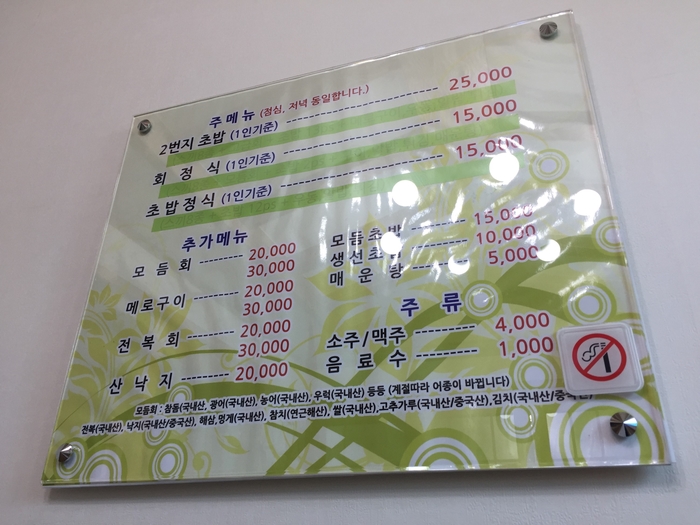 주 메 뉴 (점심, 저녁 동일합니다.)
2번지 초밥 (1인기준) ---------- 25,000
회 정 식 (1인기준) ---------- 15,000
초밥정식 (1인기준) ---------- 15,000
추가메뉴
모 듬 회 -------- 20,000
30,000
메로구이 -------- 20,000
30,000
전 복 회 -------- 20,000
30,000
산 낙 지 -------- 20,000
모듬초밥 -------- 15,000
생선초밥 -------- 10,000
매 운 탕 -------- 5,000
주 류
소주/맥주 -------- 4,000
음 료 수 -------- 1,000
모듬회 : 참돔(국내산, 광어(국내산), 농어(국내산), 우럭(국내산) 등등 (계절따라 어종이 바뀝니다)
전복(국내산), 낙지(국내산/중국산), 해삼,멍게(국내산), 참치(연근해산), 쌀(국내산),고추가루(국내산/중국산),김치(국내산/중국산)